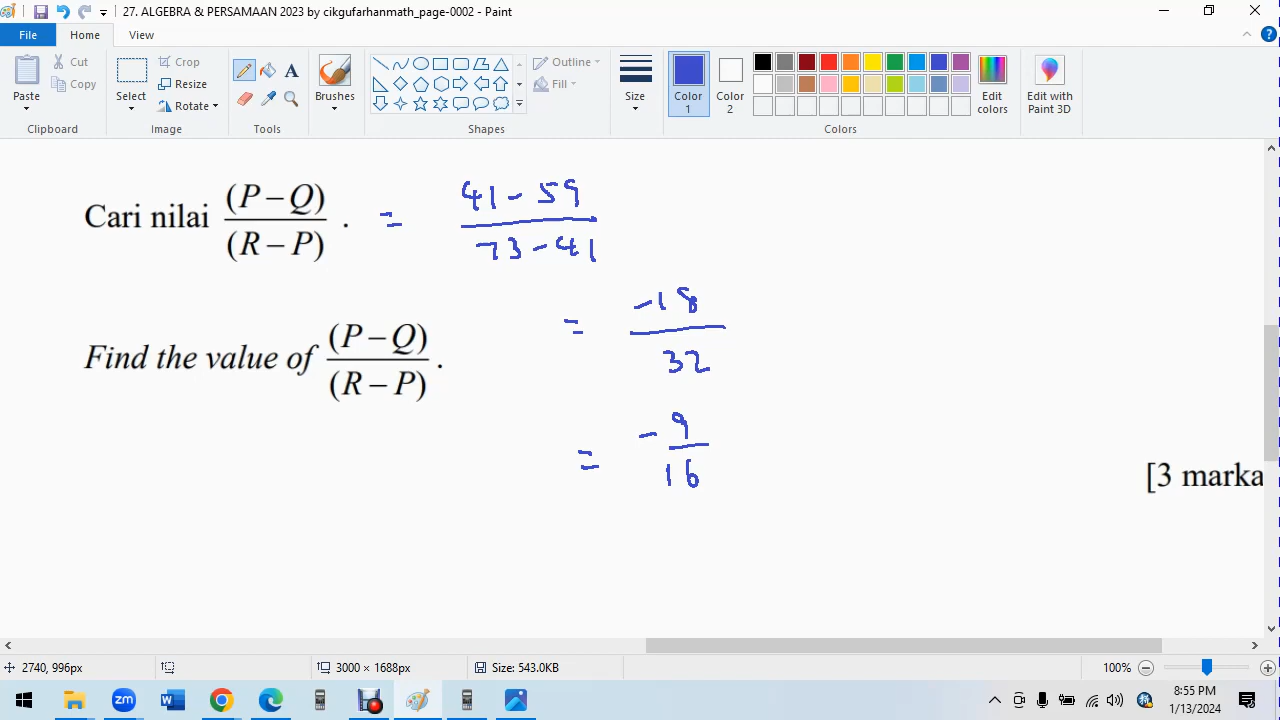 27. ALGEBRA & PERSAMAAN 2023 by cikgufarhanmath_page-0002 - Paint
File Home View
Cut Crop Outline
Copy Resize Fill
Paste Select Rotate Brushes Size Color 1 Color 2 Edit colors Edit with Paint 3D
Clipboard Image Tools Shapes Colors
Cari nilai (P – Q)/(R – P) . = 41 - 59/73 - 41
= -18/32
Find the value of (P – Q)/(R – P) .
= -9/16
[3 marka
2740, 996px 3000 × 1688px Size: 543.0KB 100%
zm W 8:55 PM
1/13/2024